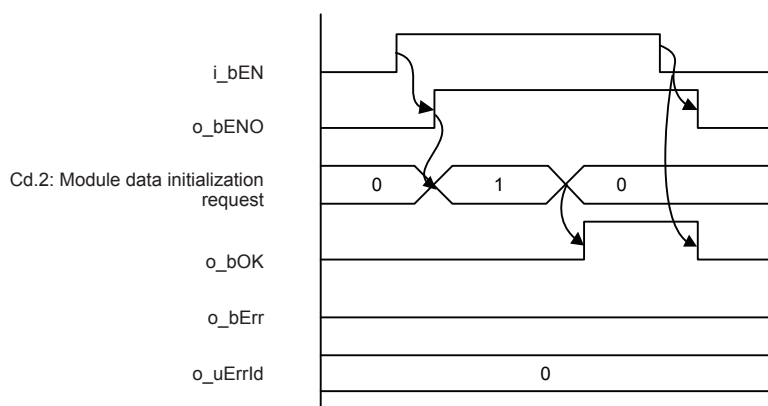 i_bEN
o_bENO
Cd.2: Module data initialization
request
0 1 0
o_bOK
o_bErr
o_uErrId
0